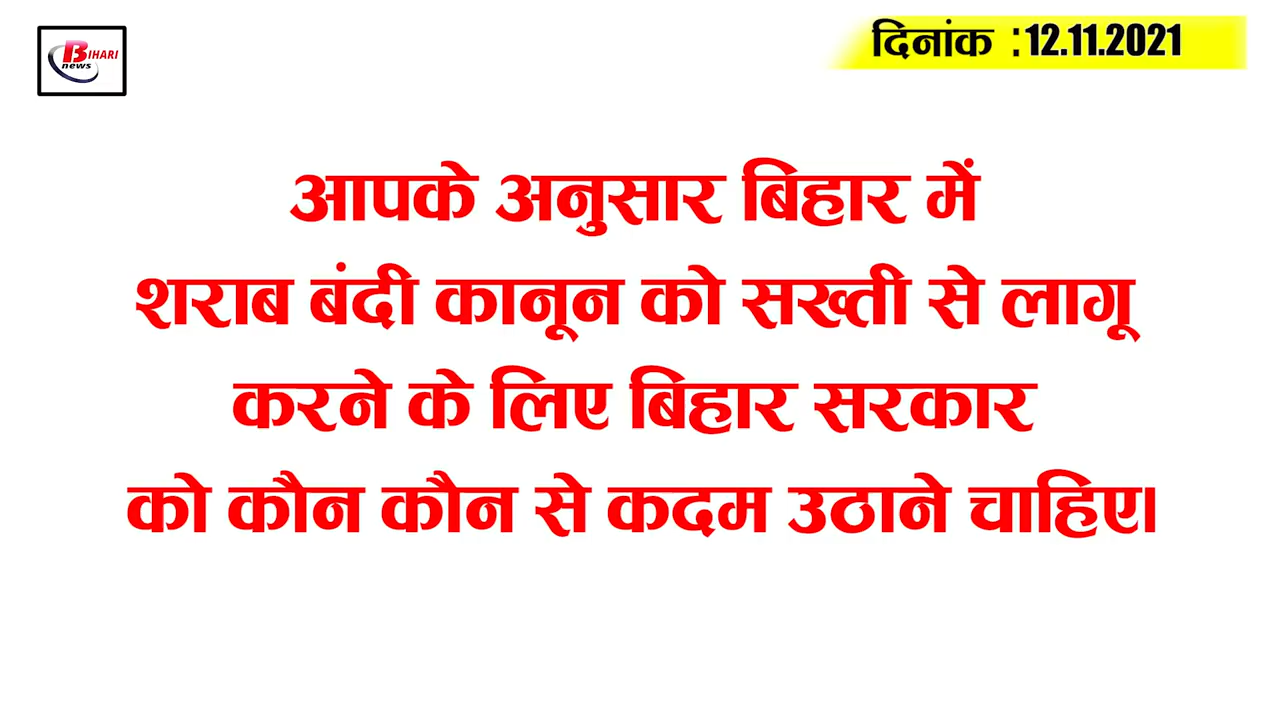 BIHARI
news
दिनांक :12.11.2021
आपके अनुसार बिहार में
शराब बंदी कानून को सख्ती से लागू
करने के लिए बिहार सरकार
को कौन कौन से कदम उठाने चाहिए।